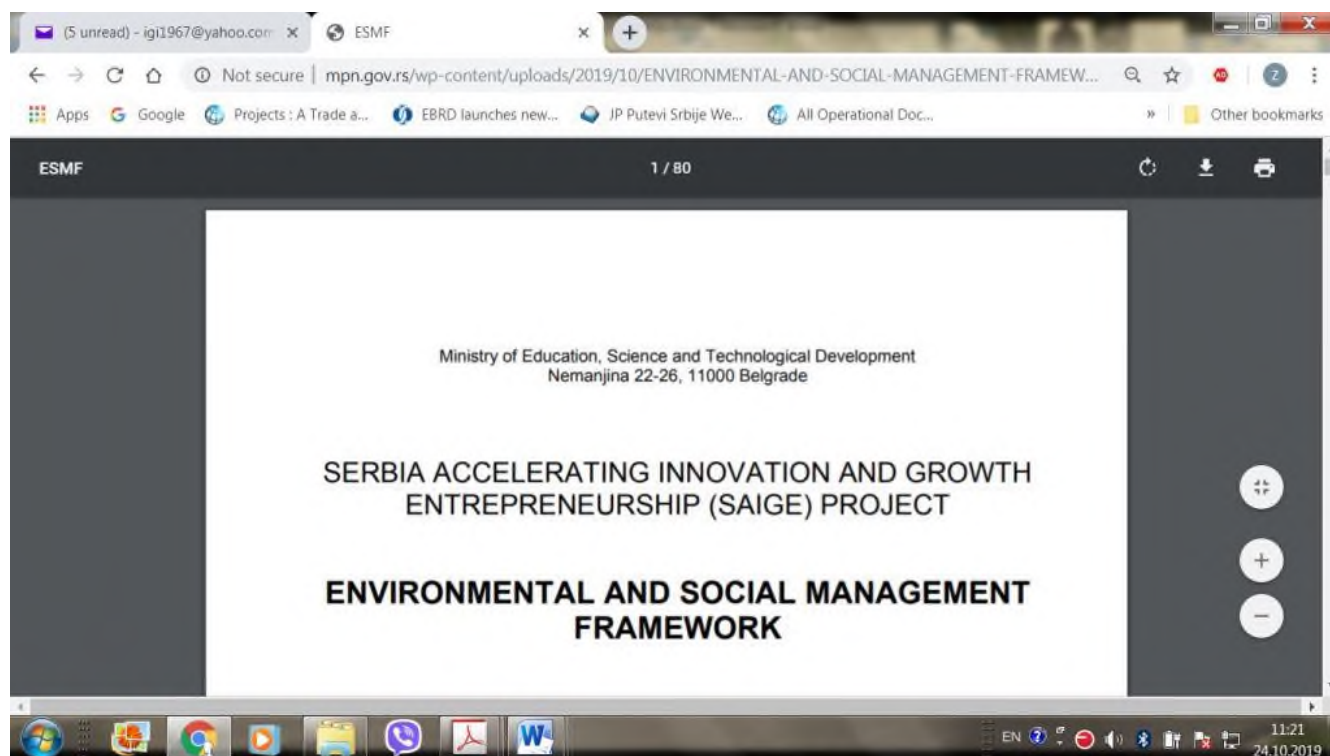 (5 unread) - igi1967@yahoo.com
ESMF
Not secure | mpn.gov.rs/wp-content/uploads/2019/10/ENVIRONMENTAL-AND-SOCIAL-MANAGEMENT-FRAMEW...
Apps Google Projects : A Trade a... EBRD launches new... JP Putevi Srbije We... All Operational Doc... » Other bookmarks
ESMF 1 / 80
Ministry of Education, Science and Technological Development
Nemanjina 22-26, 11000 Belgrade
SERBIA ACCELERATING INNOVATION AND GROWTH
ENTREPRENEURSHIP (SAIGE) PROJECT
ENVIRONMENTAL AND SOCIAL MANAGEMENT
FRAMEWORK
EN 11:21
24.10.2019